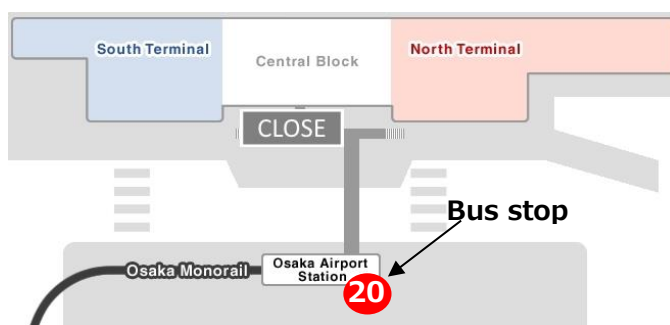 South Terminal
Central Block
North Terminal
CLOSE
Bus stop
Osaka Monorail
Osaka Airport
Station
20